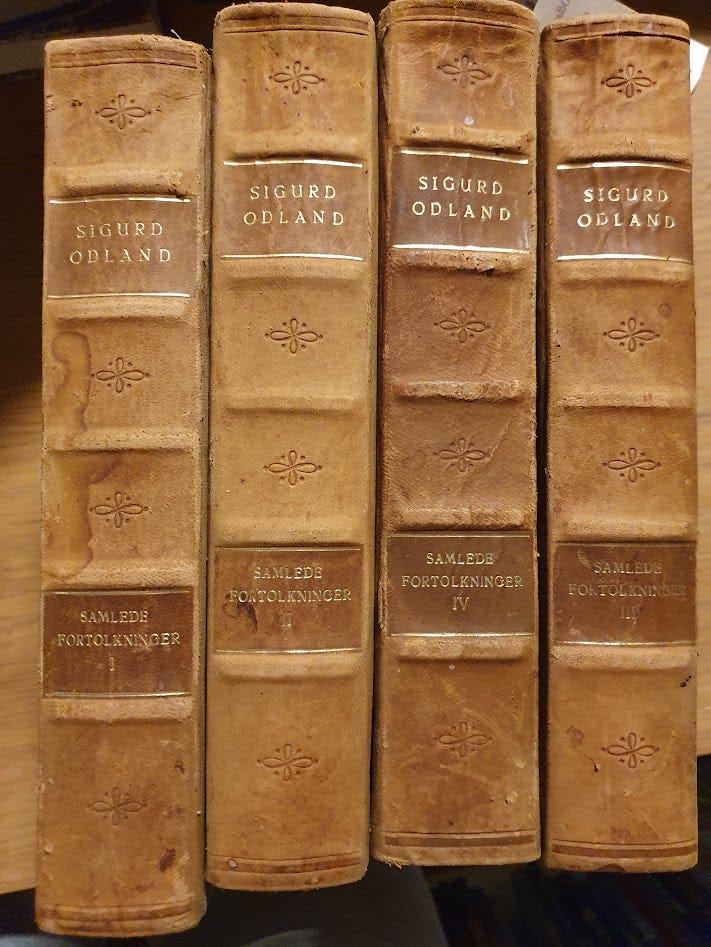 SIGURD
ODLAND
SAMLEDE
FORTOLKNINGER
I
SIGURD
ODLAND
SAMLEDE
FORTOLKNINGER
II
SIGURD
ODLAND
SAMLEDE
FORTOLKNINGER
IV
SIGURD
ODLAND
SAMLEDE
FORTOLKNINGER
III